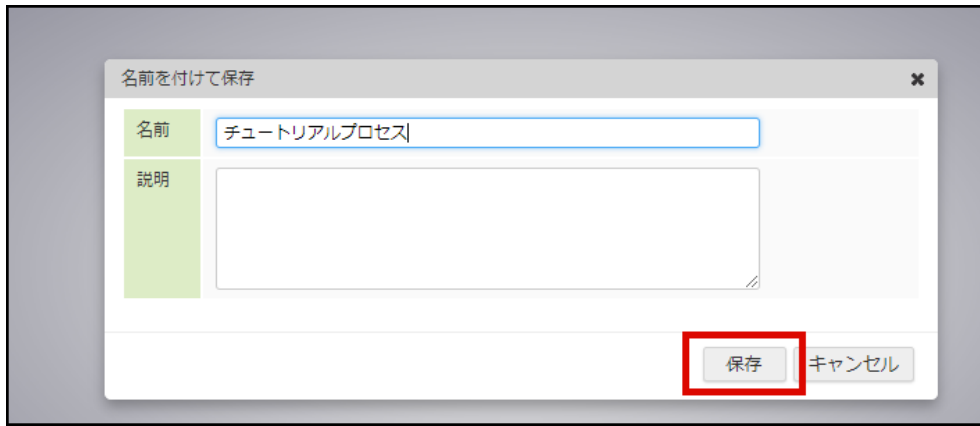 名前を付けて保存
名前
チュートリアルプロセス
説明
保存
キャンセル